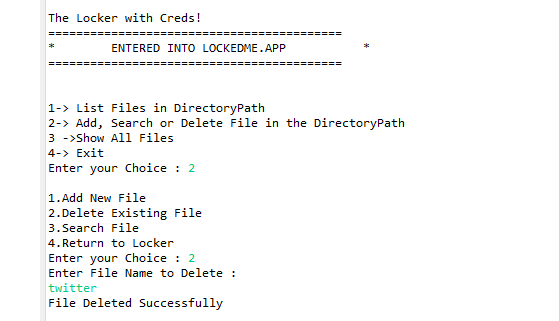 The Locker with Creds!
==========================================
*        ENTERED INTO LOCKEDME.APP           *
==========================================
1-> List Files in DirectoryPath
2-> Add, Search or Delete File in the DirectoryPath
3 ->Show All Files
4-> Exit
Enter your Choice : 2
1.Add New File
2.Delete Existing File
3.Search File
4.Return to Locker
Enter your Choice : 2
Enter File Name to Delete :
twitter
File Deleted Successfully